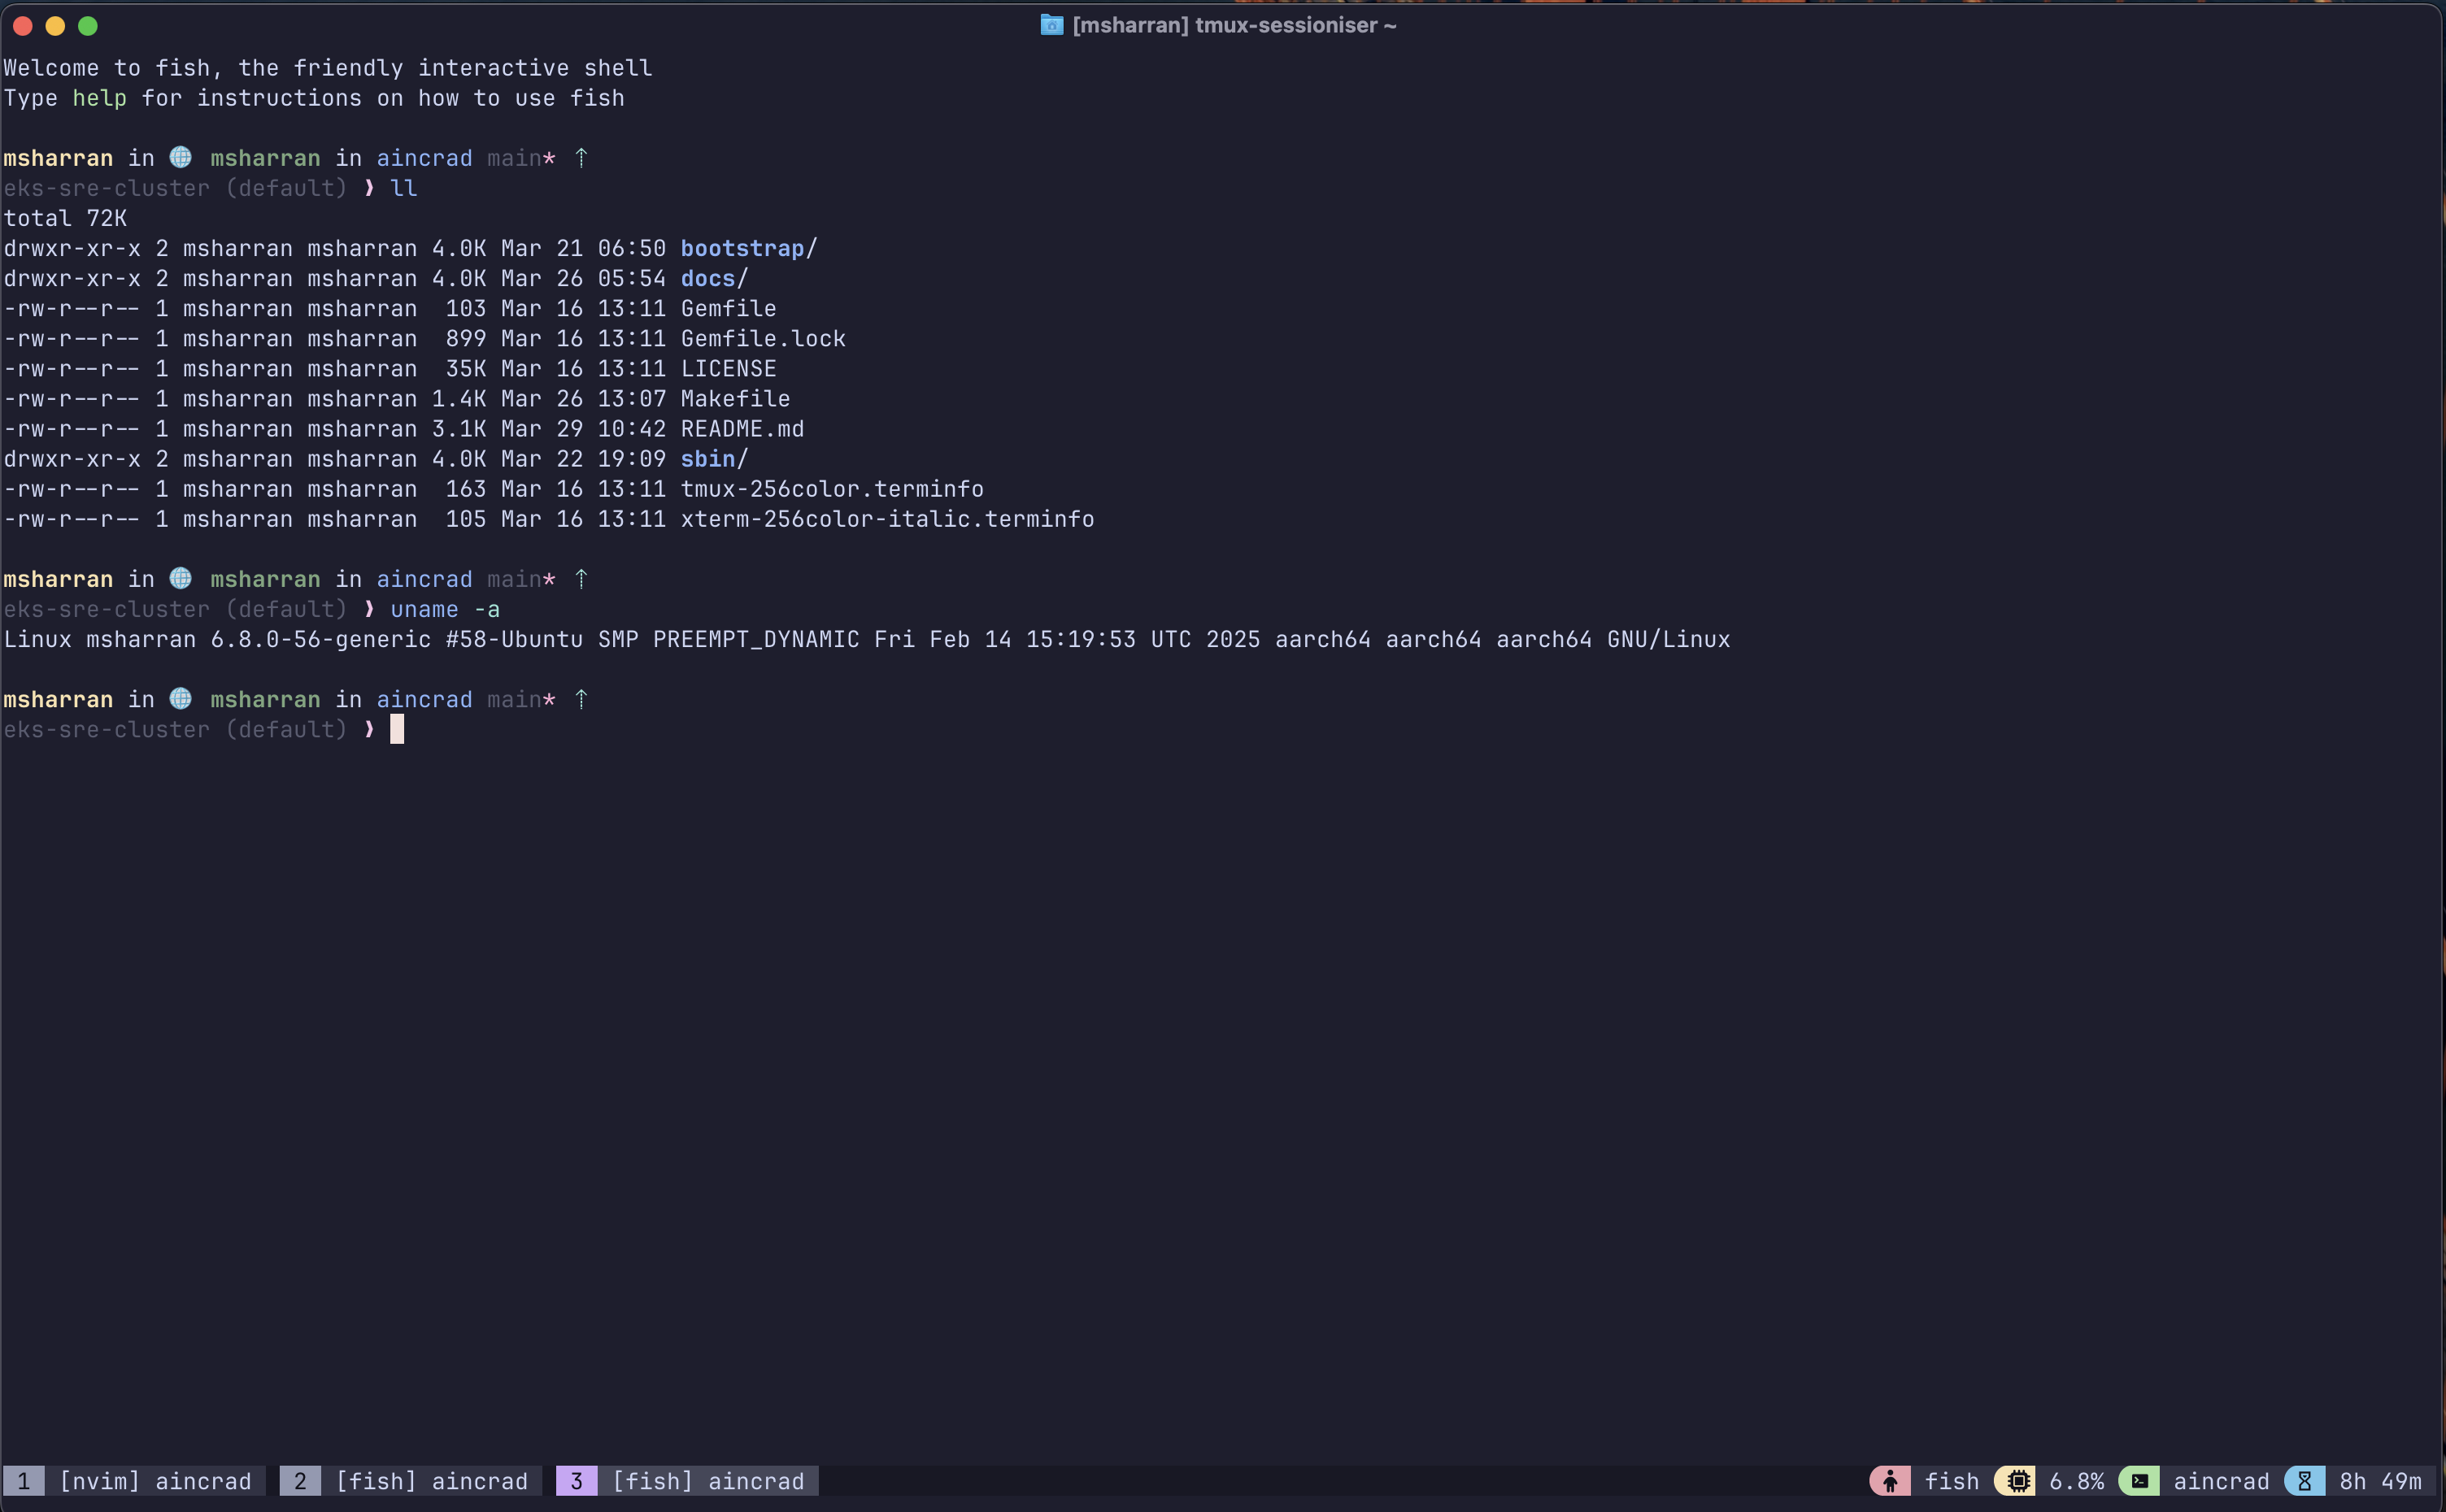 [msharran] tmux-sessioniser ~
Welcome to fish, the friendly interactive shell
Type help for instructions on how to use fish
msharran in 🌐 msharran in aincrad main* ⇡
eks-sre-cluster (default) ❱ ll
total 72K
drwxr-xr-x 2 msharran msharran 4.0K Mar 21 06:50 bootstrap/
drwxr-xr-x 2 msharran msharran 4.0K Mar 26 05:54 docs/
-rw-r--r-- 1 msharran msharran  103 Mar 16 13:11 Gemfile
-rw-r--r-- 1 msharran msharran  899 Mar 16 13:11 Gemfile.lock
-rw-r--r-- 1 msharran msharran  35K Mar 16 13:11 LICENSE
-rw-r--r-- 1 msharran msharran 1.4K Mar 26 13:07 Makefile
-rw-r--r-- 1 msharran msharran 3.1K Mar 29 10:42 README.md
drwxr-xr-x 2 msharran msharran 4.0K Mar 22 19:09 sbin/
-rw-r--r-- 1 msharran msharran  163 Mar 16 13:11 tmux-256color.terminfo
-rw-r--r-- 1 msharran msharran  105 Mar 16 13:11 xterm-256color-italic.terminfo
msharran in 🌐 msharran in aincrad main* ⇡
eks-sre-cluster (default) ❱ uname -a
Linux msharran 6.8.0-56-generic #58-Ubuntu SMP PREEMPT_DYNAMIC Fri Feb 14 15:19:53 UTC 2025 aarch64 aarch64 aarch64 GNU/Linux
msharran in 🌐 msharran in aincrad main* ⇡
eks-sre-cluster (default) ❱
1 [nvim] aincrad 2 [fish] aincrad 3 [fish] aincrad fish 6.8% aincrad 8h 49m